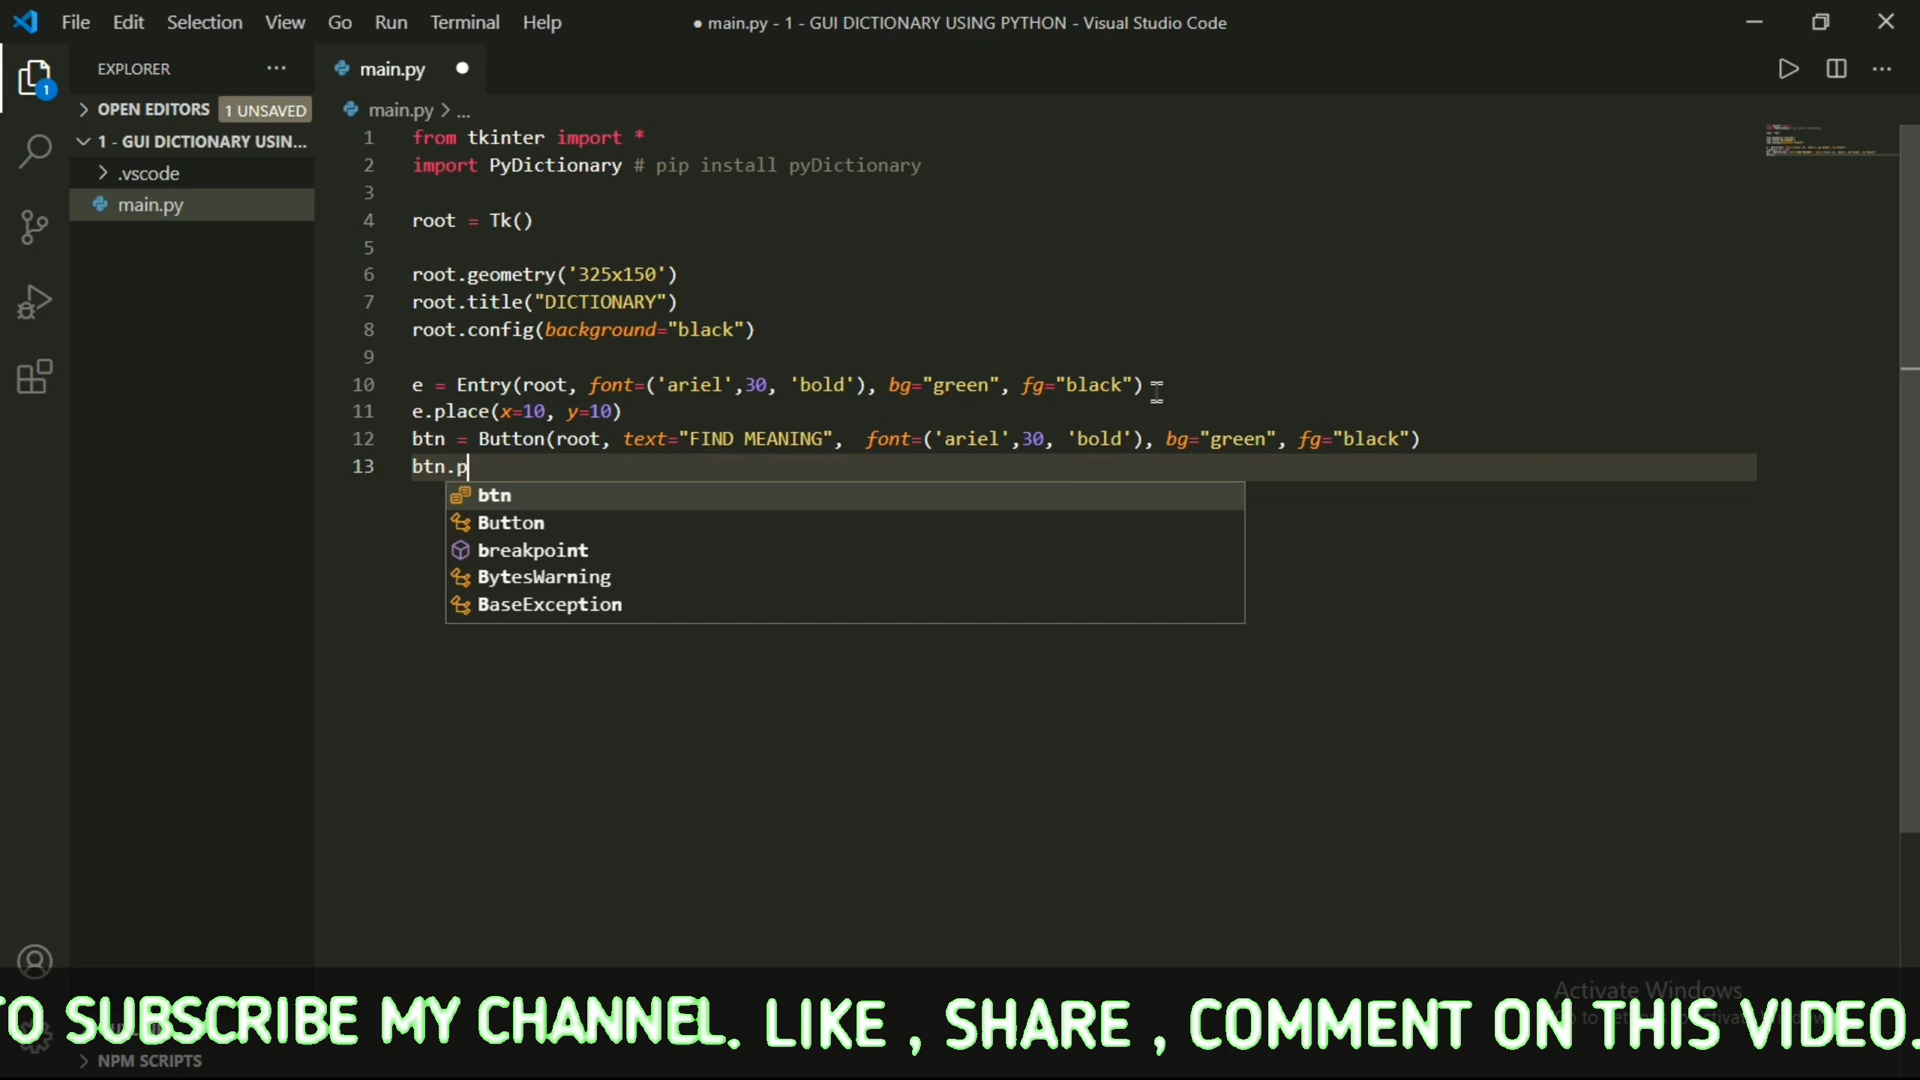 File Edit Selection View Go Run Terminal Help
● main.py - 1 - GUI DICTIONARY USING PYTHON - Visual Studio Code
EXPLORER
OPEN EDITORS 1 UNSAVED
1 - GUI DICTIONARY USIN...
.vscode
main.py
NPM SCRIPTS
1
main.py
main.py > ...
1 from tkinter import *
2 import PyDictionary # pip install pyDictionary
3
4 root = Tk()
5
6 root.geometry('325x150')
7 root.title("DICTIONARY")
8 root.config(background="black")
9
10 e = Entry(root, font=('ariel',30, 'bold'), bg="green", fg="black")
11 e.place(x=10, y=10)
12 btn = Button(root, text="FIND MEANING",  font=('ariel',30, 'bold'), bg="green", fg="black")
13 btn.p
btn
Button
breakpoint
BytesWarning
BaseException
Activate Windows
TO SUBSCRIBE MY CHANNEL. LIKE , SHARE , COMMENT ON THIS VIDEO.